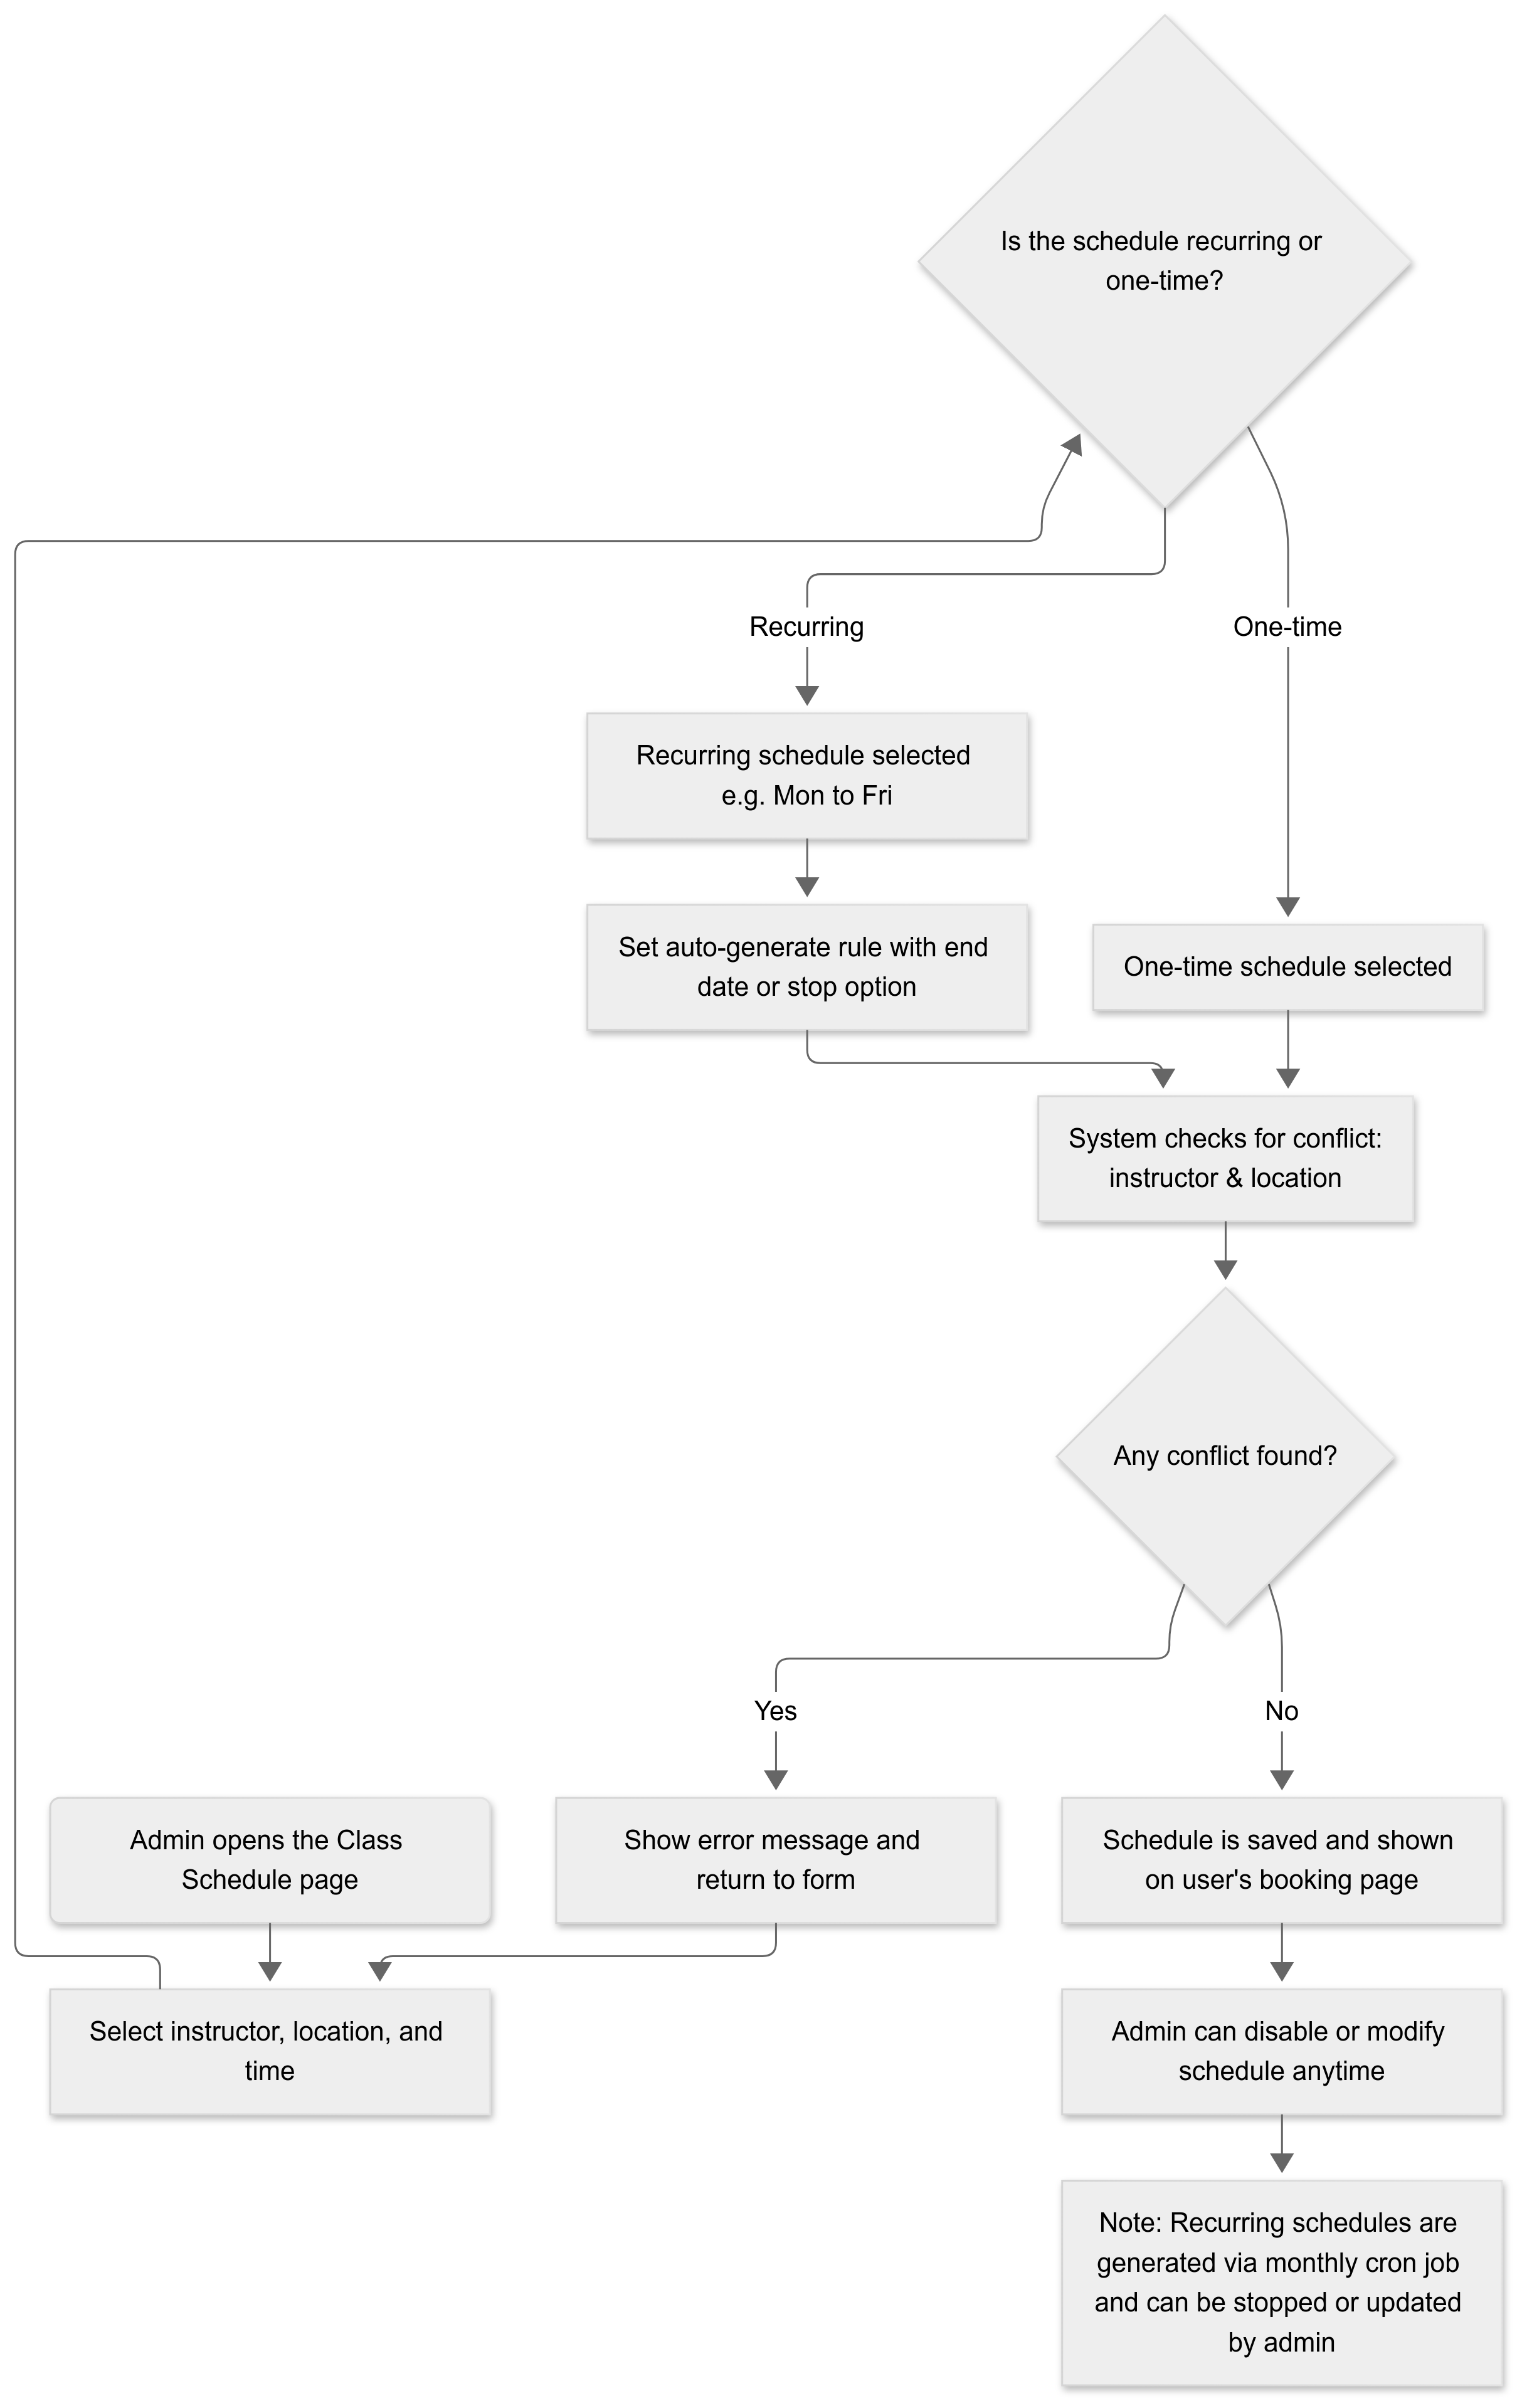 Is the schedule recurring or
one-time?
Recurring
One-time
Recurring schedule selected
e.g. Mon to Fri
Set auto-generate rule with end
date or stop option
One-time schedule selected
System checks for conflict:
instructor & location
Any conflict found?
Yes
No
Admin opens the Class
Schedule page
Show error message and
return to form
Schedule is saved and shown
on user's booking page
Select instructor, location, and
time
Admin can disable or modify
schedule anytime
Note: Recurring schedules are
generated via monthly cron job
and can be stopped or updated
by admin